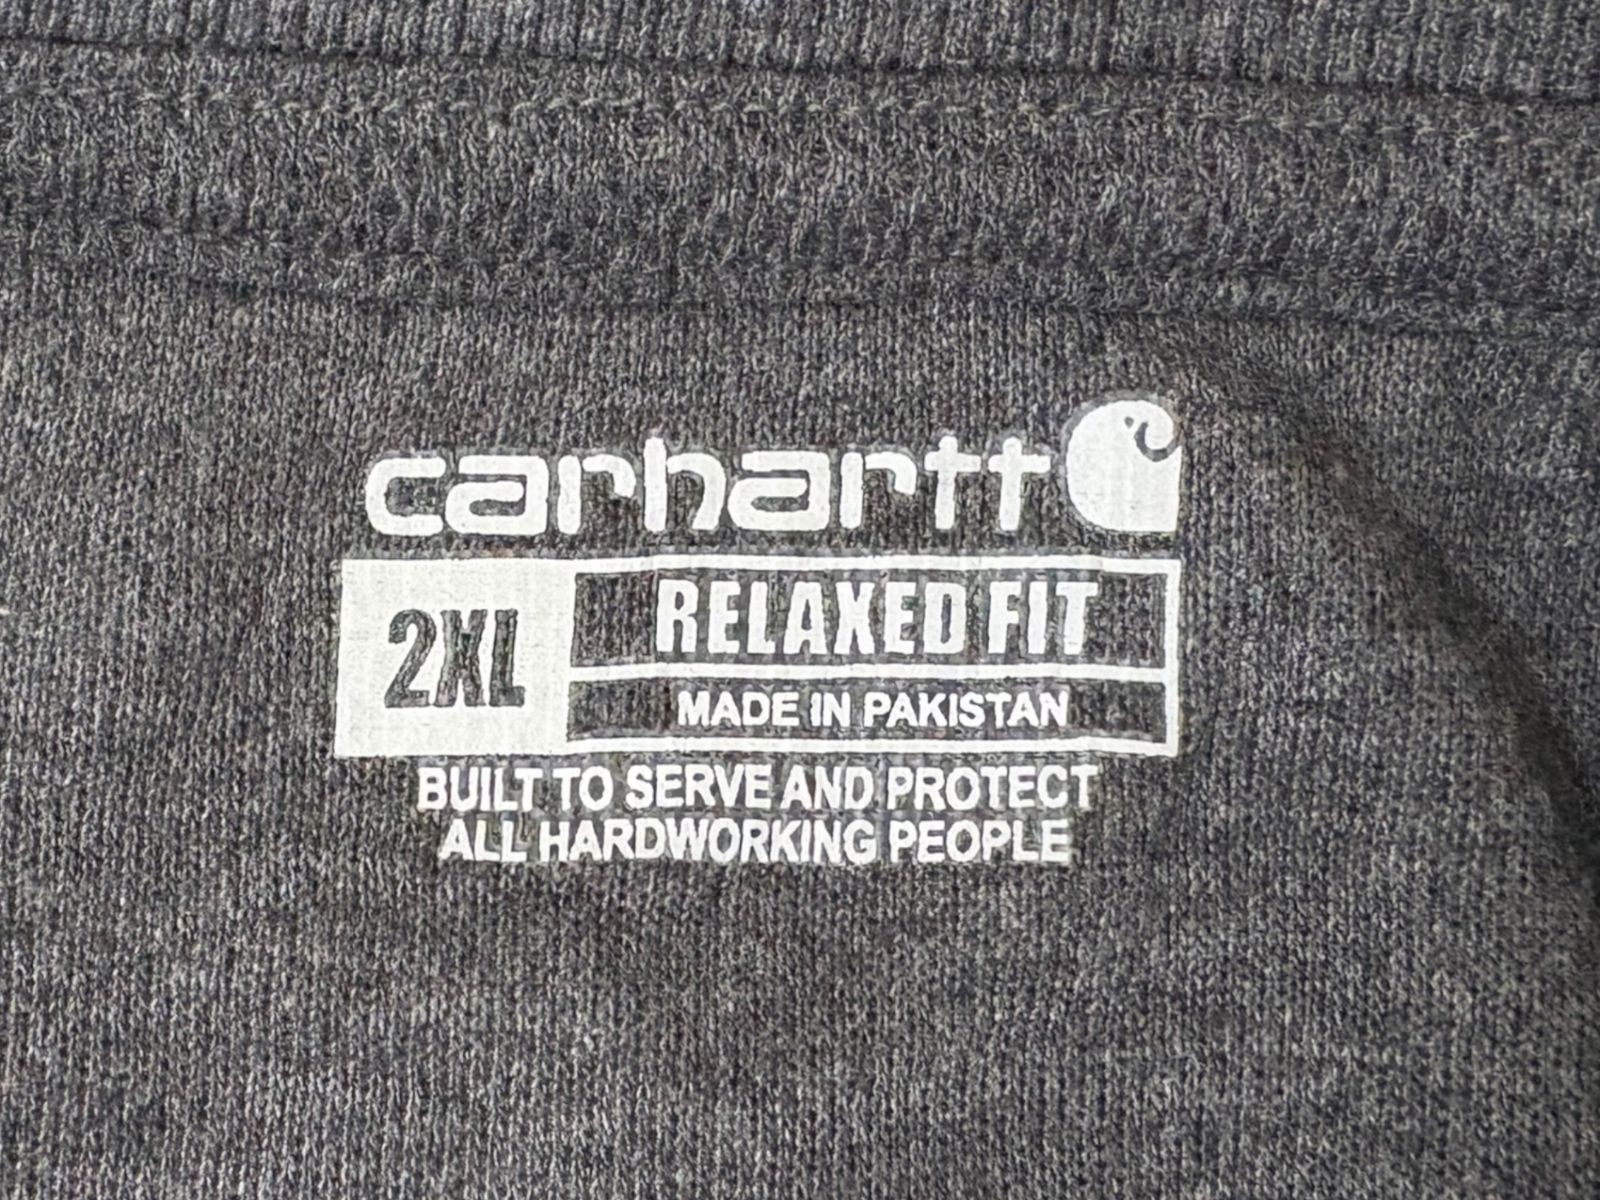 carhartt
2XL
RELAXED FIT
MADE IN PAKISTAN
BUILT TO SERVE AND PROTECT
ALL HARDWORKING PEOPLE